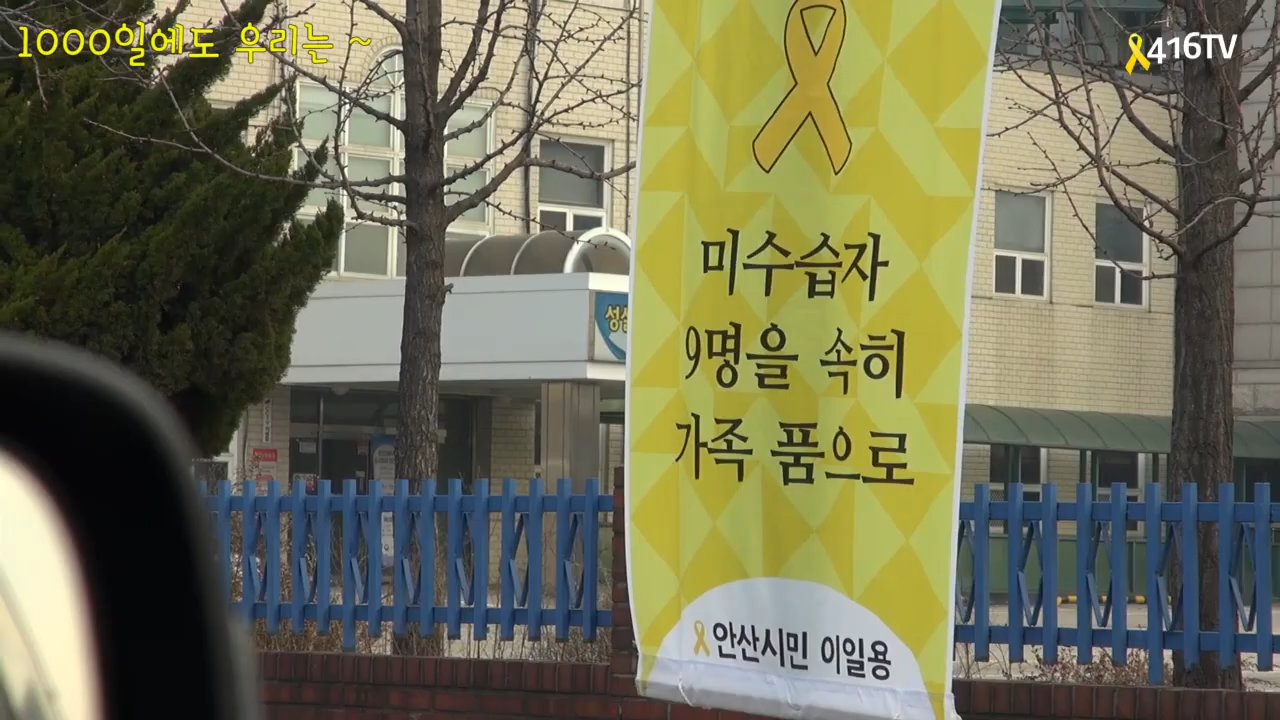 1000일에도 우리는 ~
416TV
미수습자
9명을 속히
가족 품으로
안산시민 이일용